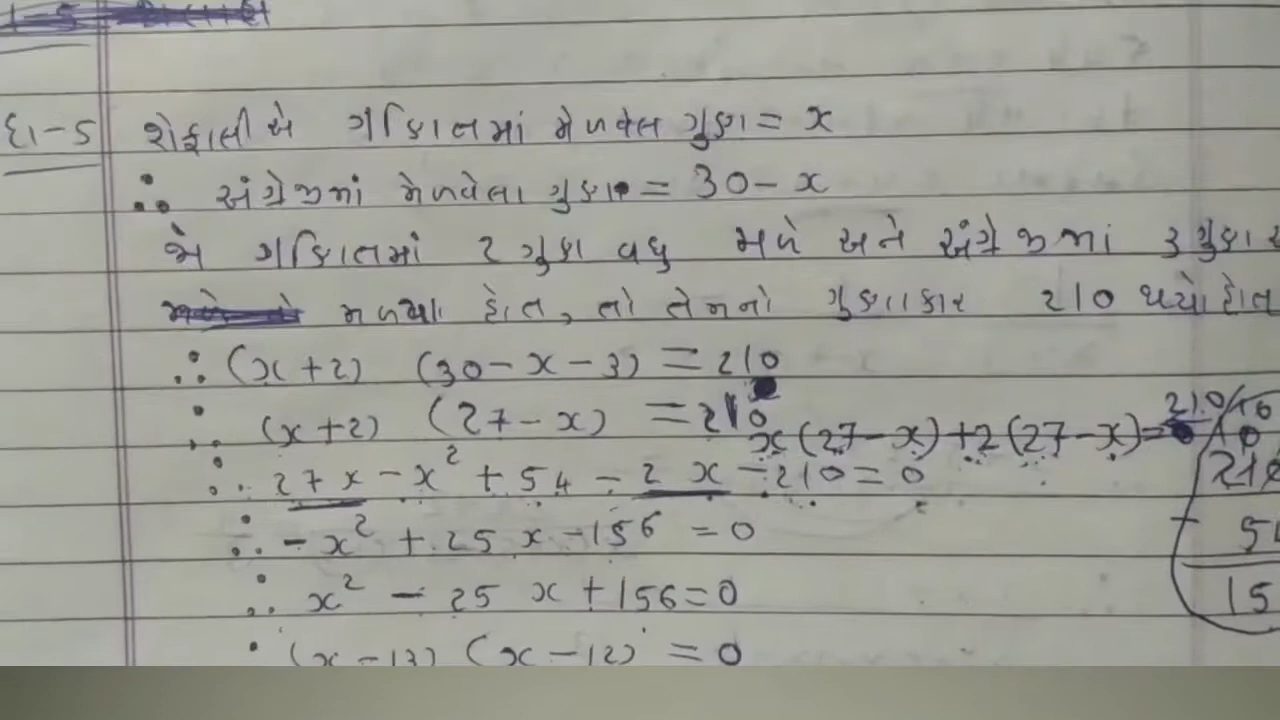 દા-5 શેફાલીએ ગણિતમાં મેળવેલ ગુણ = x
∴ અંગ્રેજીમાં મેળવેલા ગુણ = 30 - x
જો ગણિતમાં 2 ગુણ વધુ મળે અને અંગ્રેજીમાં 3 ગુણ
મળ્યા હોત, તો તેમનો ગુણાકાર 210 થયો હોત
∴ (x+2) (30-x-3) = 210
∴ (x+2) (27-x) = 210
x(27-x)+2(27-x)=
∴ 27x - x² + 54 - 2x - 210 = 0
∴ -x² + 25x - 156 = 0
∴ x² - 25x + 156 = 0
(x-13) (x-12) = 0